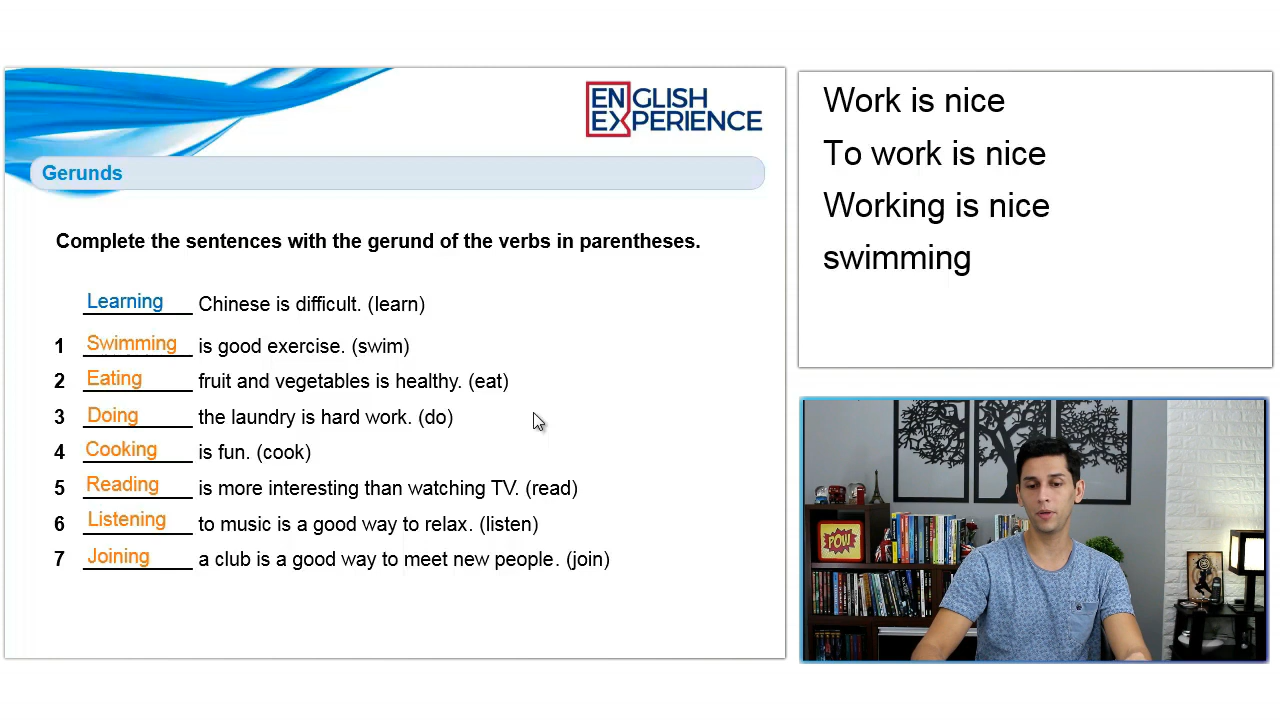 ENGLISH
EXPERIENCE
Gerunds
Complete the sentences with the gerund of the verbs in parentheses.
Learning Chinese is difficult. (learn)
1 Swimming is good exercise. (swim)
2 Eating fruit and vegetables is healthy. (eat)
3 Doing the laundry is hard work. (do)
4 Cooking is fun. (cook)
5 Reading is more interesting than watching TV. (read)
6 Listening to music is a good way to relax. (listen)
7 Joining a club is a good way to meet new people. (join)
Work is nice
To work is nice
Working is nice
swimming
POW